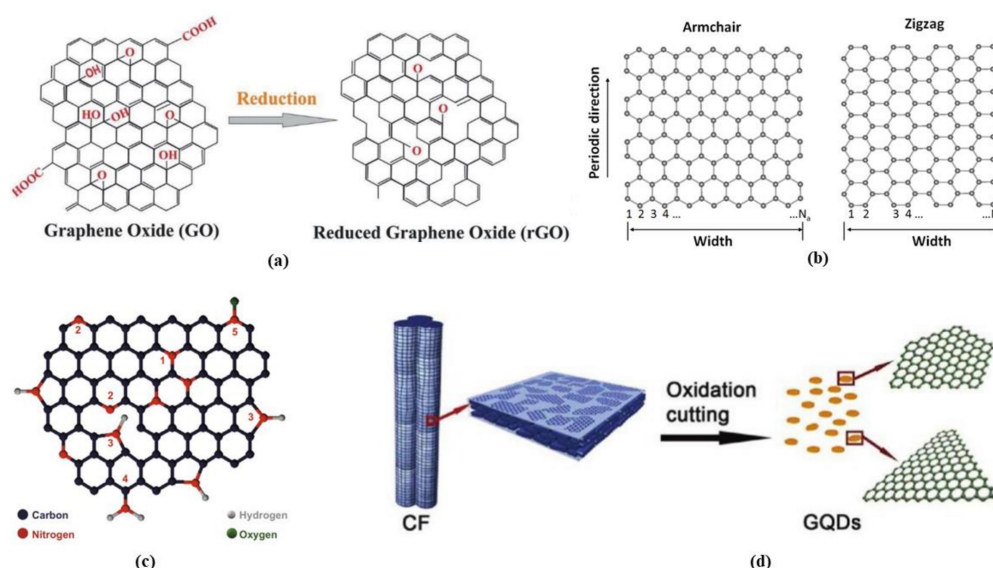 COOH
O
OH
HO OH O
OH
HOOC
O
Graphene Oxide (GO)
Reduction
O
O
O
Reduced Graphene Oxide (rGO)
(a)
Armchair
Zigzag
Periodic direction
1 2 3 4 ... ...Na
1 2 3 4 ...
Width
Width
(b)
2
5
1
2
3
3
4
Carbon
Hydrogen
Nitrogen
Oxygen
(c)
CF
Oxidation
cutting
GQDs
(d)